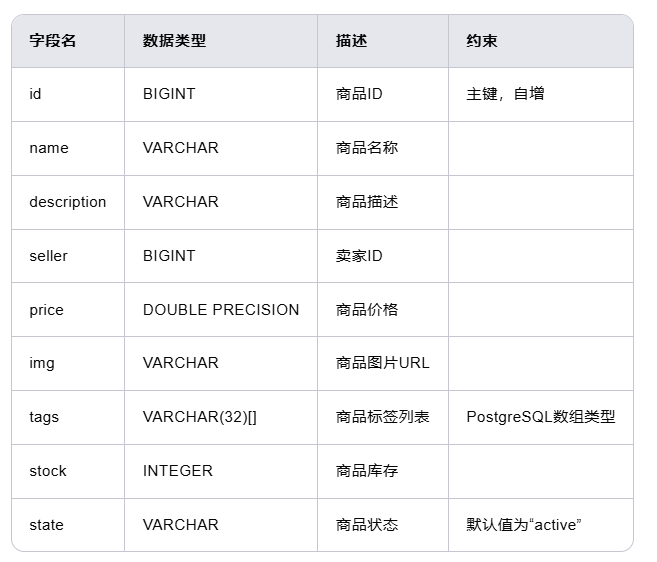 字段名 数据类型 描述 约束
id BIGINT 商品ID 主键，自增
name VARCHAR 商品名称
description VARCHAR 商品描述
seller BIGINT 卖家ID
price DOUBLE PRECISION 商品价格
img VARCHAR 商品图片URL
tags VARCHAR(32)[] 商品标签列表 PostgreSQL数组类型
stock INTEGER 商品库存
state VARCHAR 商品状态 默认值为“active”